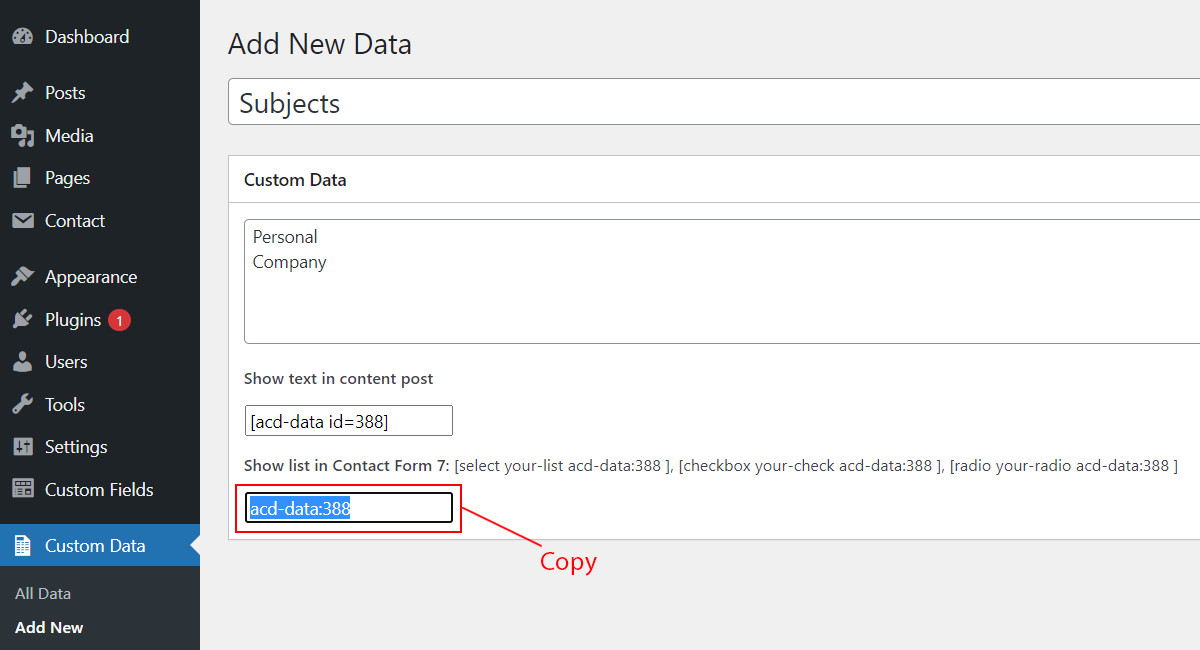 Dashboard
Posts
Media
Pages
Contact
Appearance
Plugins 1
Users
Tools
Settings
Custom Fields
Custom Data
All Data
Add New
Add New Data
Subjects
Custom Data
Personal
Company
Show text in content post
[acd-data id=388]
Show list in Contact Form 7: [select your-list acd-data:388 ], [checkbox your-check acd-data:388 ], [radio your-radio acd-data:388 ]
acd-data:388
Copy